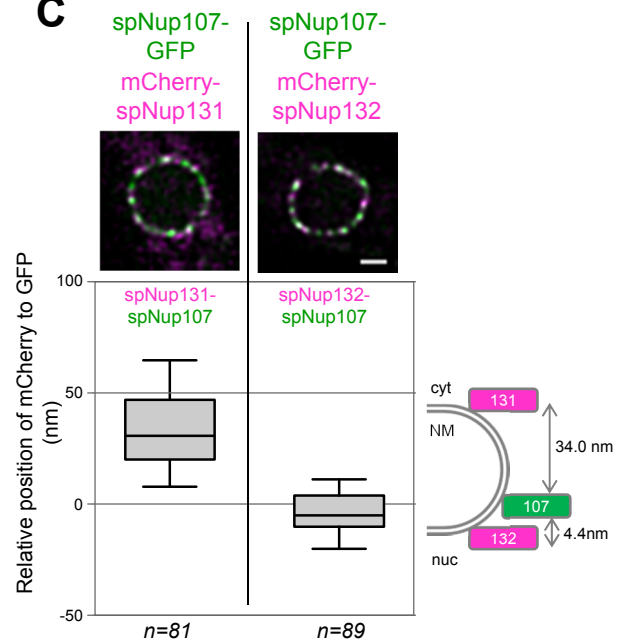 C
spNup107-
GFP
mCherry-
spNup131
spNup107-
GFP
mCherry-
spNup132
Relative position of mCherry to GFP
(nm)
100
50
0
-50
spNup131-
spNup107
spNup132-
spNup107
n=81
n=89
cyt
131
NM
34.0 nm
107
132
4.4nm
nuc